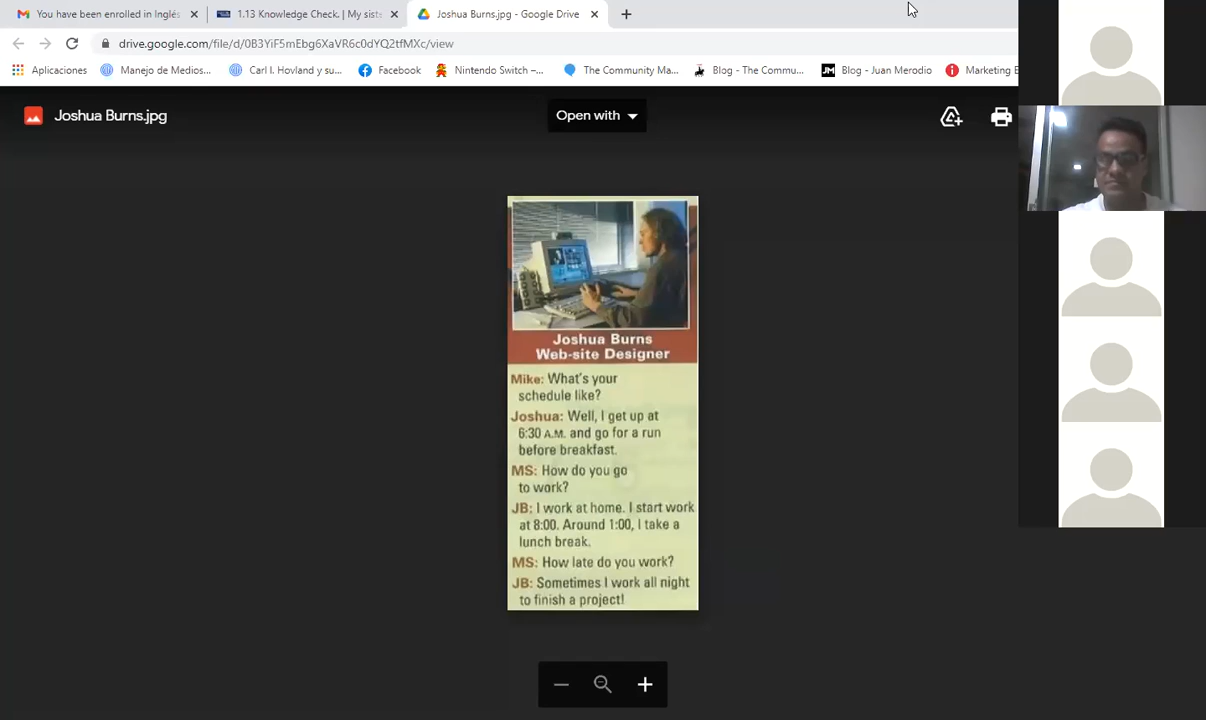 You have been enrolled in Inglés
1.13 Knowledge Check. | My sist
Joshua Burns.jpg - Google Drive
drive.google.com/file/d/0B3YiF5mEbg6XaVR6c0dYQ2tfMXc/view
Aplicaciones
Manejo de Medios...
Carl I. Hovland y su...
Facebook
Nintendo Switch –...
The Community Ma...
Blog - The Commu...
JM
Blog - Juan Merodio
Marketing E
Joshua Burns.jpg
Open with
Joshua Burns
Web-site Designer
Mike: What's your
schedule like?
Joshua: Well, I get up at
6:30 A.M. and go for a run
before breakfast.
MS: How do you go
to work?
JB: I work at home. I start work
at 8:00. Around 1:00, I take a
lunch break.
MS: How late do you work?
JB: Sometimes I work all night
to finish a project!